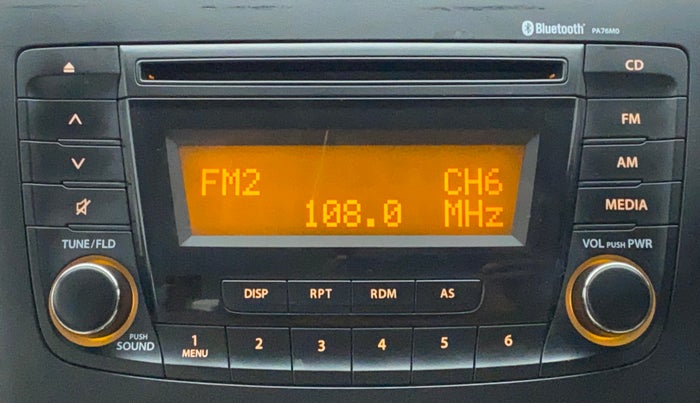 Bluetooth® PA76M0
CD
FM
AM
MEDIA
FM2 CH6
108.0 MHz
TUNE/FLD
VOL PUSH PWR
DISP RPT RDM AS
PUSH
SOUND
1 2 3 4 5 6
MENU